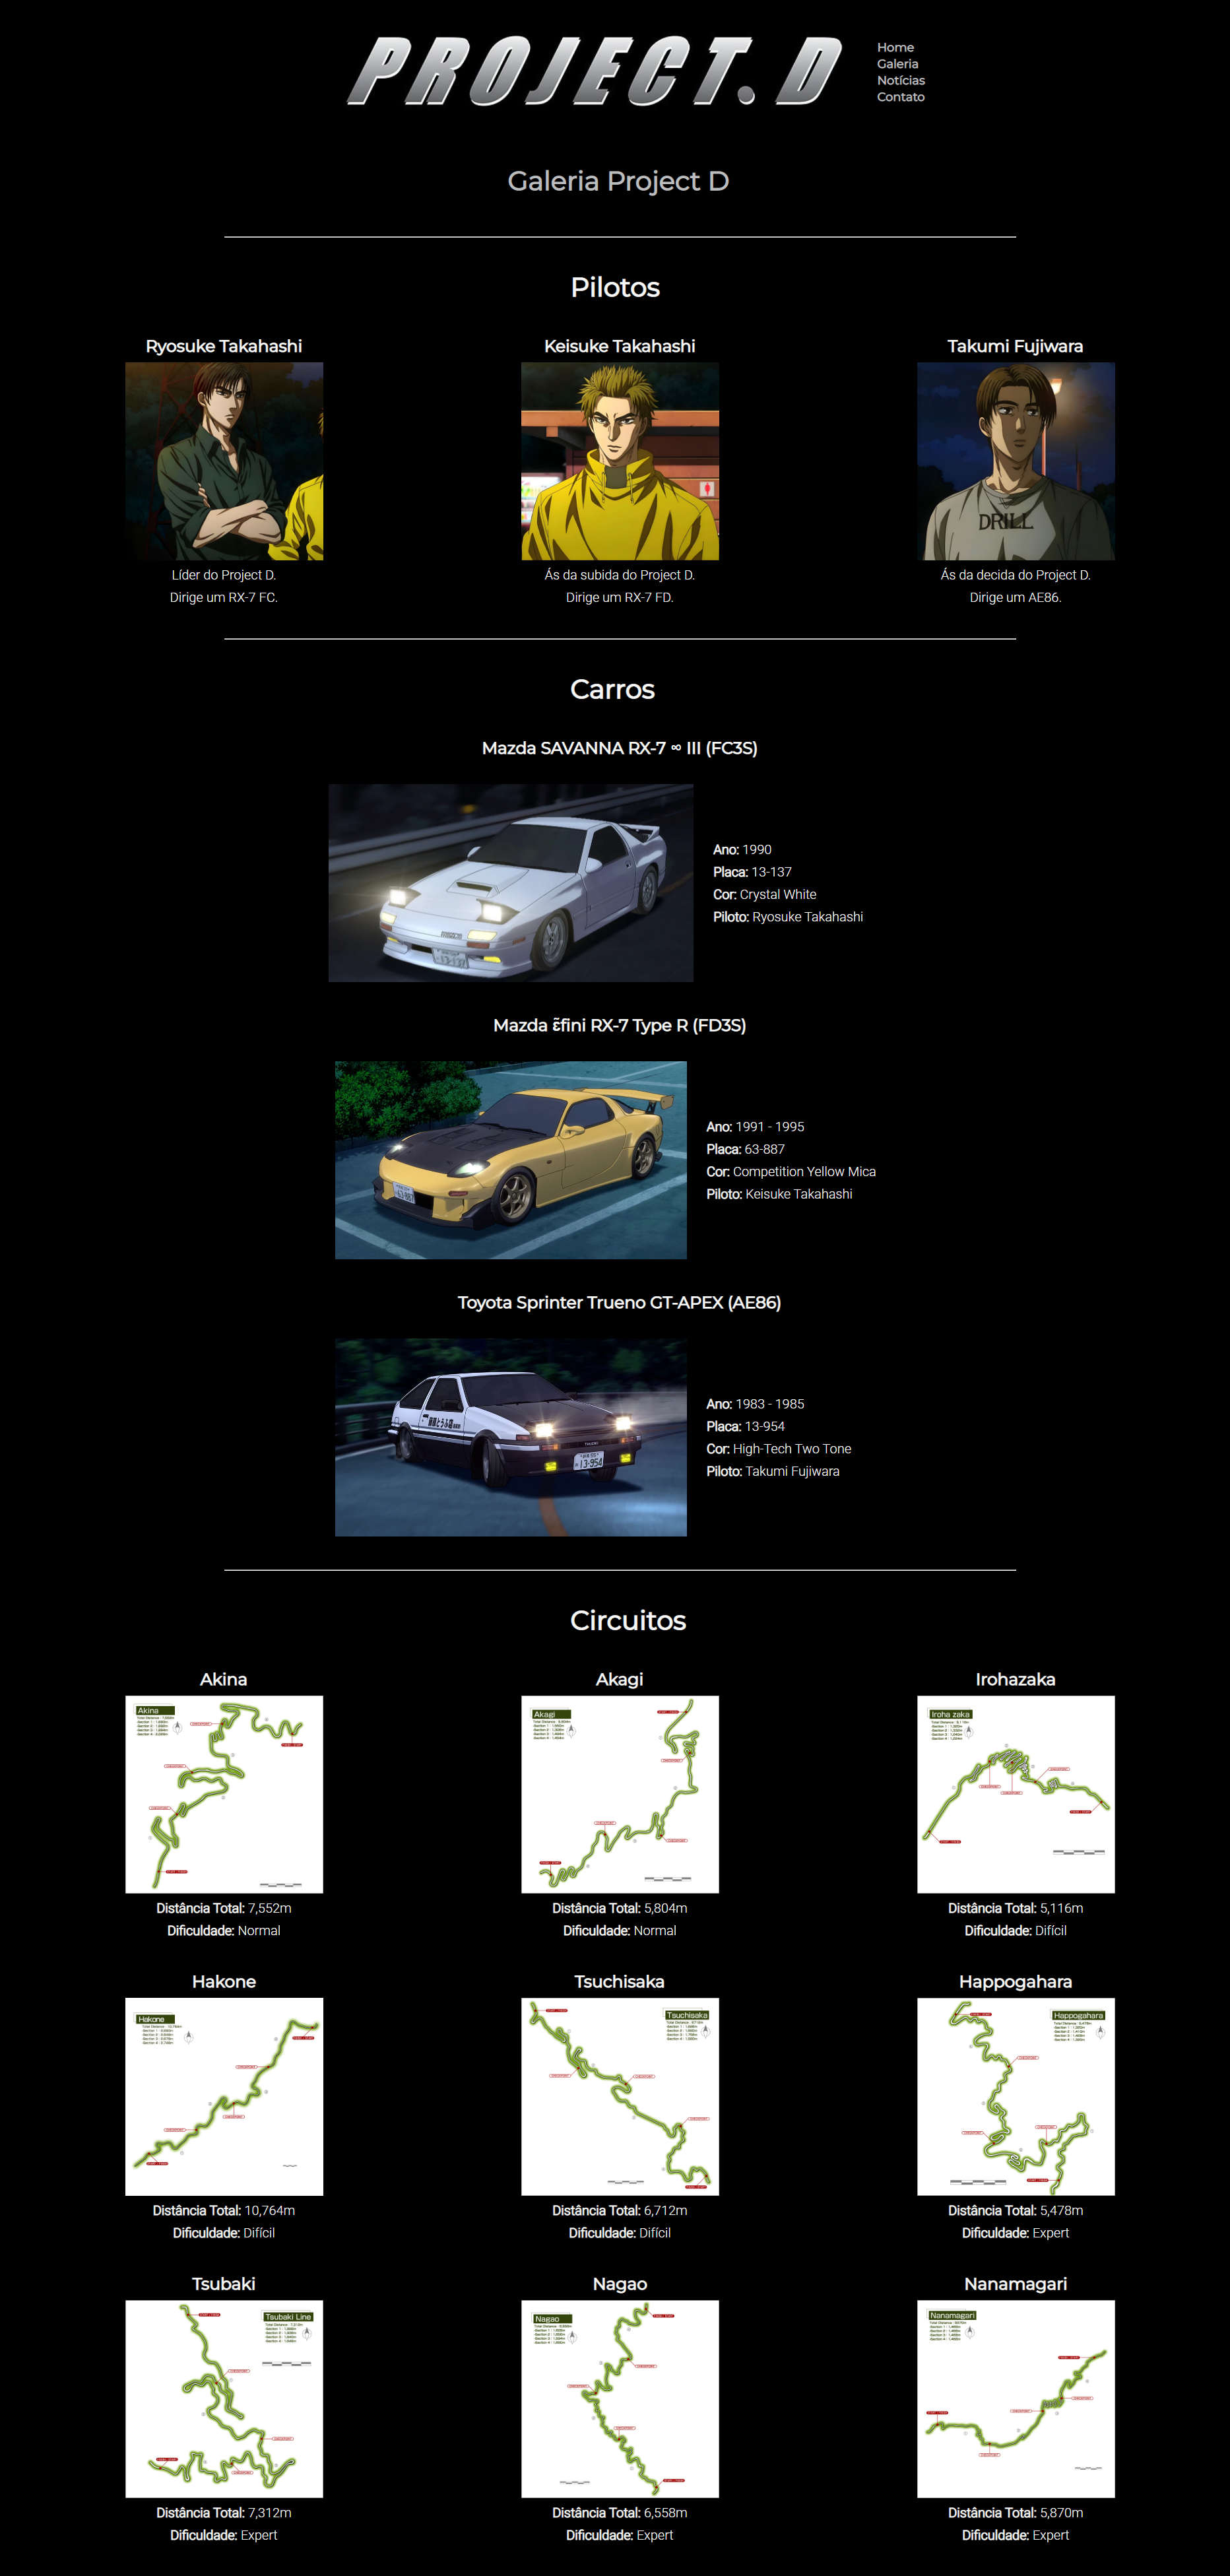 PROJECT. D
Home
Galeria
Notícias
Contato
Galeria Project D
Pilotos
Ryosuke Takahashi
Keisuke Takahashi
Takumi Fujiwara
DRILL
Líder do Project D.
Dirige um RX-7 FC.
Ás da subida do Project D.
Dirige um RX-7 FD.
Ás da decida do Project D.
Dirige um AE86.
Carros
Mazda SAVANNA RX-7 ∞ III (FC3S)
Ano: 1990
Placa: 13-137
Cor: Crystal White
Piloto: Ryosuke Takahashi
Mazda ɛ̃fini RX-7 Type R (FD3S)
Ano: 1991 - 1995
Placa: 63-887
Cor: Competition Yellow Mica
Piloto: Keisuke Takahashi
Toyota Sprinter Trueno GT-APEX (AE86)
13-954
Ano: 1983 - 1985
Placa: 13-954
Cor: High-Tech Two Tone
Piloto: Takumi Fujiwara
Circuitos
Akina
Akagi
Irohazaka
Akina
Akagi
Iroha zaka
Distância Total: 7,552m
Dificuldade: Normal
Distância Total: 5,804m
Dificuldade: Normal
Distância Total: 5,116m
Dificuldade: Difícil
Hakone
Tsuchisaka
Happogahara
Hakone
Tsuchisaka
Happogahara
Distância Total: 10,764m
Dificuldade: Difícil
Distância Total: 6,712m
Dificuldade: Difícil
Distância Total: 5,478m
Dificuldade: Expert
Tsubaki
Nagao
Nanamagari
Tsubaki Line
Nagao
Nanamagari
Distância Total: 7,312m
Dificuldade: Expert
Distância Total: 6,558m
Dificuldade: Expert
Distância Total: 5,870m
Dificuldade: Expert